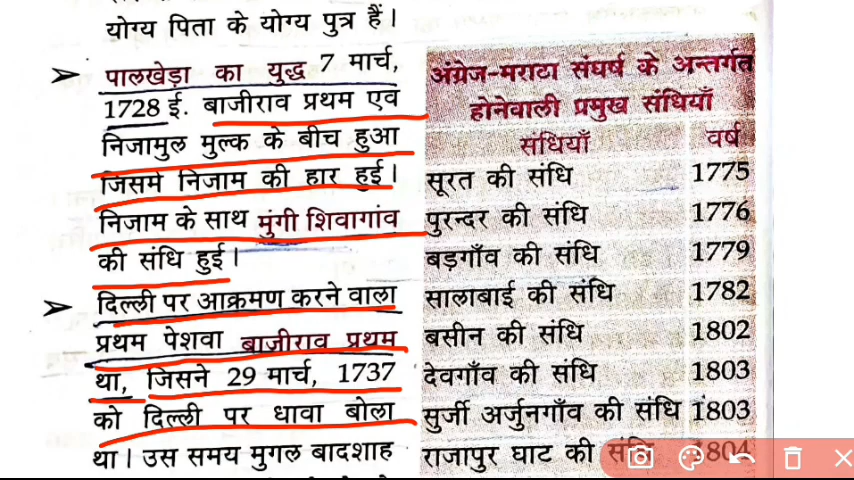 योग्य पिता के योग्य पुत्र हैं।
➢ पालखेड़ा का युद्ध 7 मार्च,
1728 ई. बाजीराव प्रथम एवं
निजामुल मुल्क के बीच हुआ
जिसमें निजाम की हार हुई।
निजाम के साथ मुंगी शिवागांव
की संधि हुई।
➢ दिल्ली पर आक्रमण करने वाला
प्रथम पेशवा बाजीराव प्रथम
था, जिसने 29 मार्च, 1737
को दिल्ली पर धावा बोला
था। उस समय मुगल बादशाह
अंग्रेज-मराठा संघर्ष के अन्तर्गत
होनेवाली प्रमुख संधियाँ
संधियाँ वर्ष
सूरत की संधि 1775
पुरन्दर की संधि 1776
बड़गाँव की संधि 1779
सालाबाई की संधि 1782
बसीन की संधि 1802
देवगाँव की संधि 1803
सुर्जी अर्जुनगाँव की संधि 1803
राजापुर घाट की संधि 1804